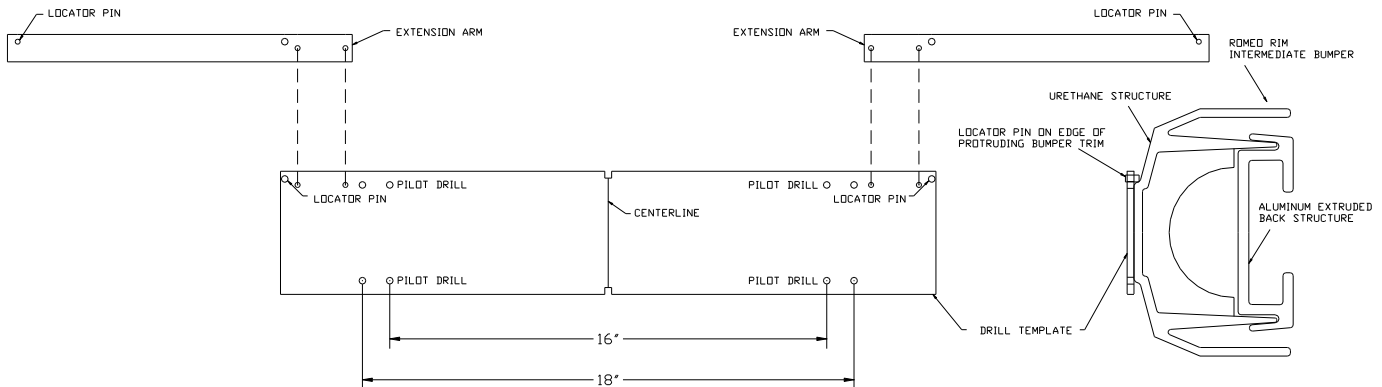 LOCATOR PIN
EXTENSION ARM
EXTENSION ARM
LOCATOR PIN
ROMEO RIM
INTERMEDIATE BUMPER
URETHANE STRUCTURE
LOCATOR PIN ON EDGE OF
PROTRUDING BUMPER TRIM
PILOT DRILL
PILOT DRILL
LOCATOR PIN
LOCATOR PIN
CENTERLINE
ALUMINUM EXTRUDED
BACK STRUCTURE
PILOT DRILL
PILOT DRILL
DRILL TEMPLATE
16"
18"